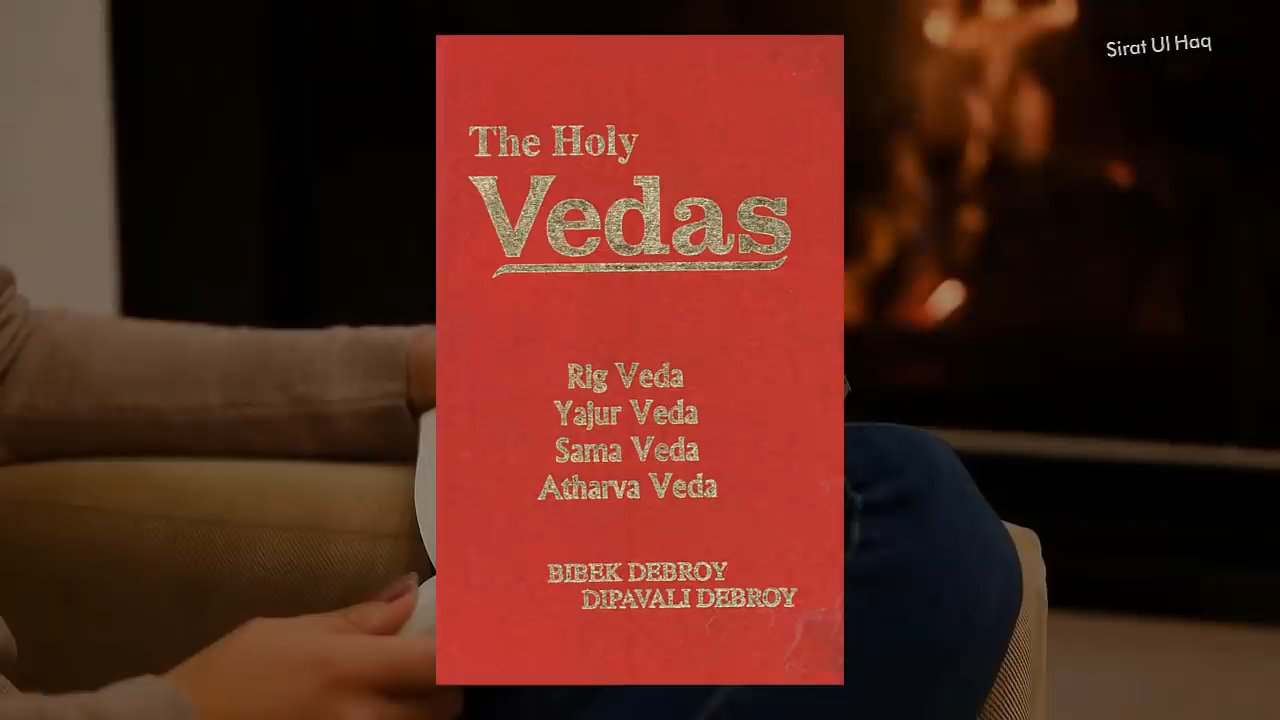 Sirat Ul Haq
The Holy
Vedas
Rig Veda
Yajur Veda
Sama Veda
Atharva Veda
BIBEK DEBROY
DIPAVALI DEBROY